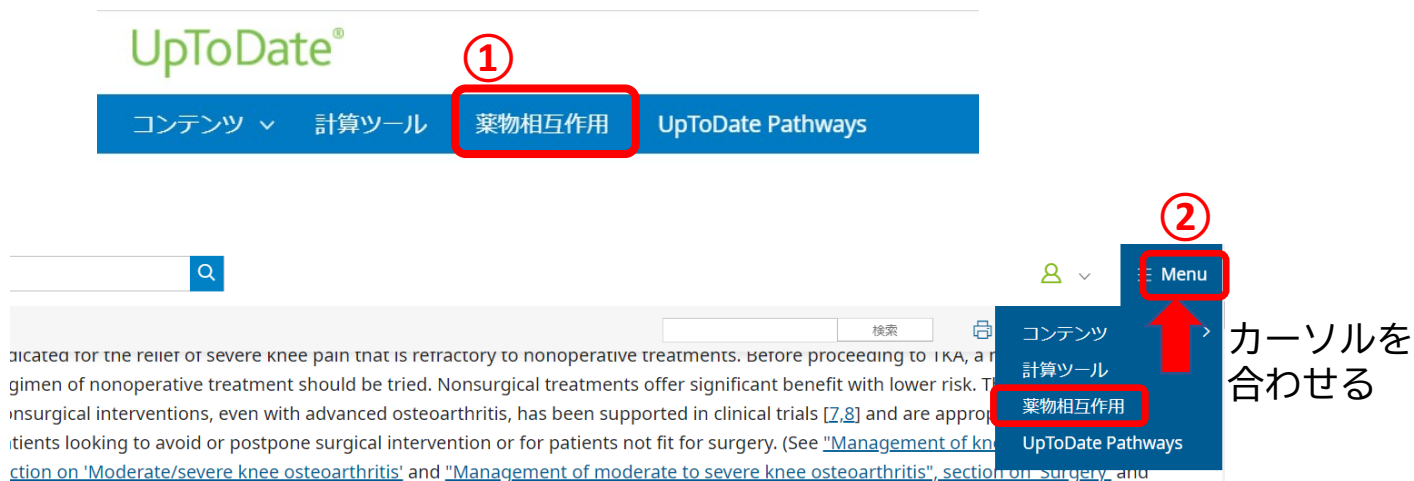 UpToDate®
①
コンテンツ 計算ツール 薬物相互作用 UpToDate Pathways
②
Menu
検索
コンテンツ
計算ツール
薬物相互作用
UpToDate Pathways
カーソルを
合わせる
dicated for the relief of severe knee pain that is refractory to nonoperative treatments. Before proceeding to TKA, a
gimen of nonoperative treatment should be tried. Nonsurgical treatments offer significant benefit with lower risk.
onsurgical interventions, even with advanced osteoarthritis, has been supported in clinical trials [7,8] and are approp
tients looking to avoid or postpone surgical intervention or for patients not fit for surgery. (See "Management of kn
ction on 'Moderate/severe knee osteoarthritis' and "Management of moderate to severe knee osteoarthritis", section on 'Surgery' and